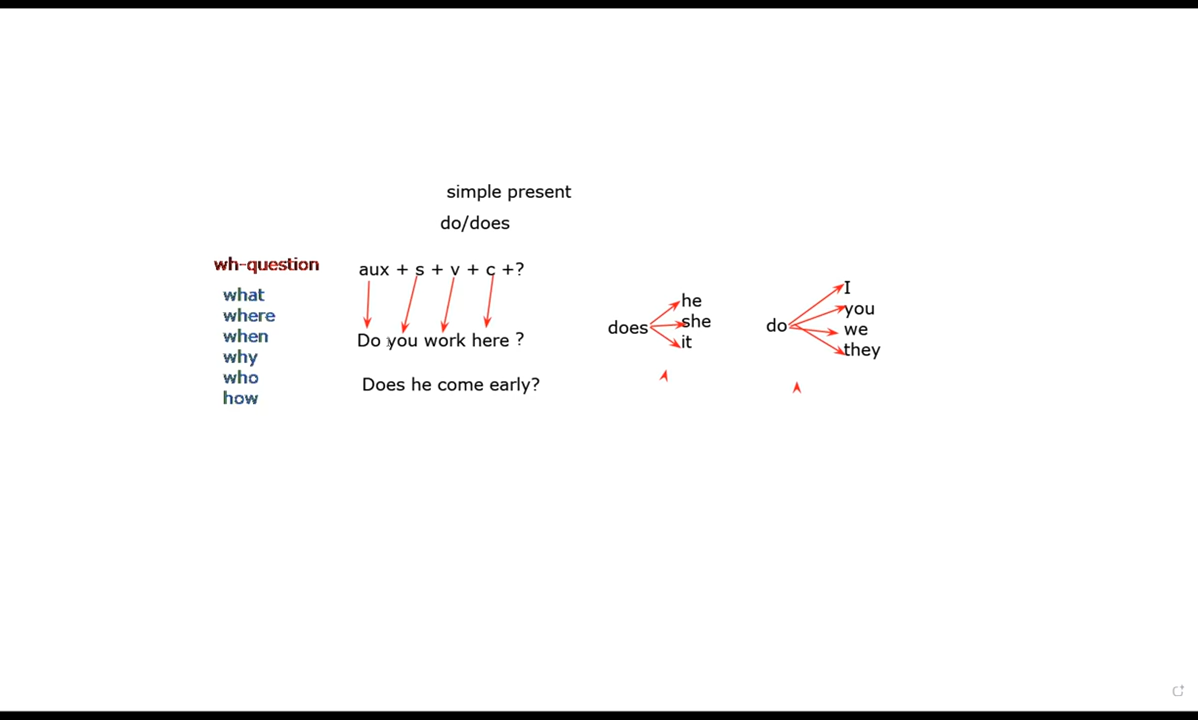 simple present
do/does
wh-question
what
where
when
why
who
how
aux + s + v + c +?
Do you work here ?
Does he come early?
does
he
she
it
do
I
you
we
they